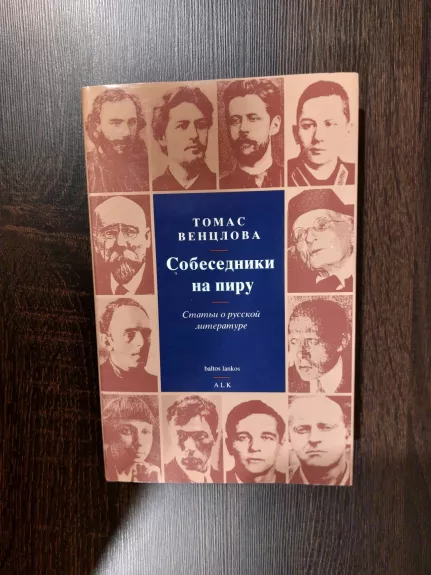 ТОМАС
ВЕНЦЛОВА
Собеседники
на пиру
Статьи о русской
литературе
baltos lankos
ALK